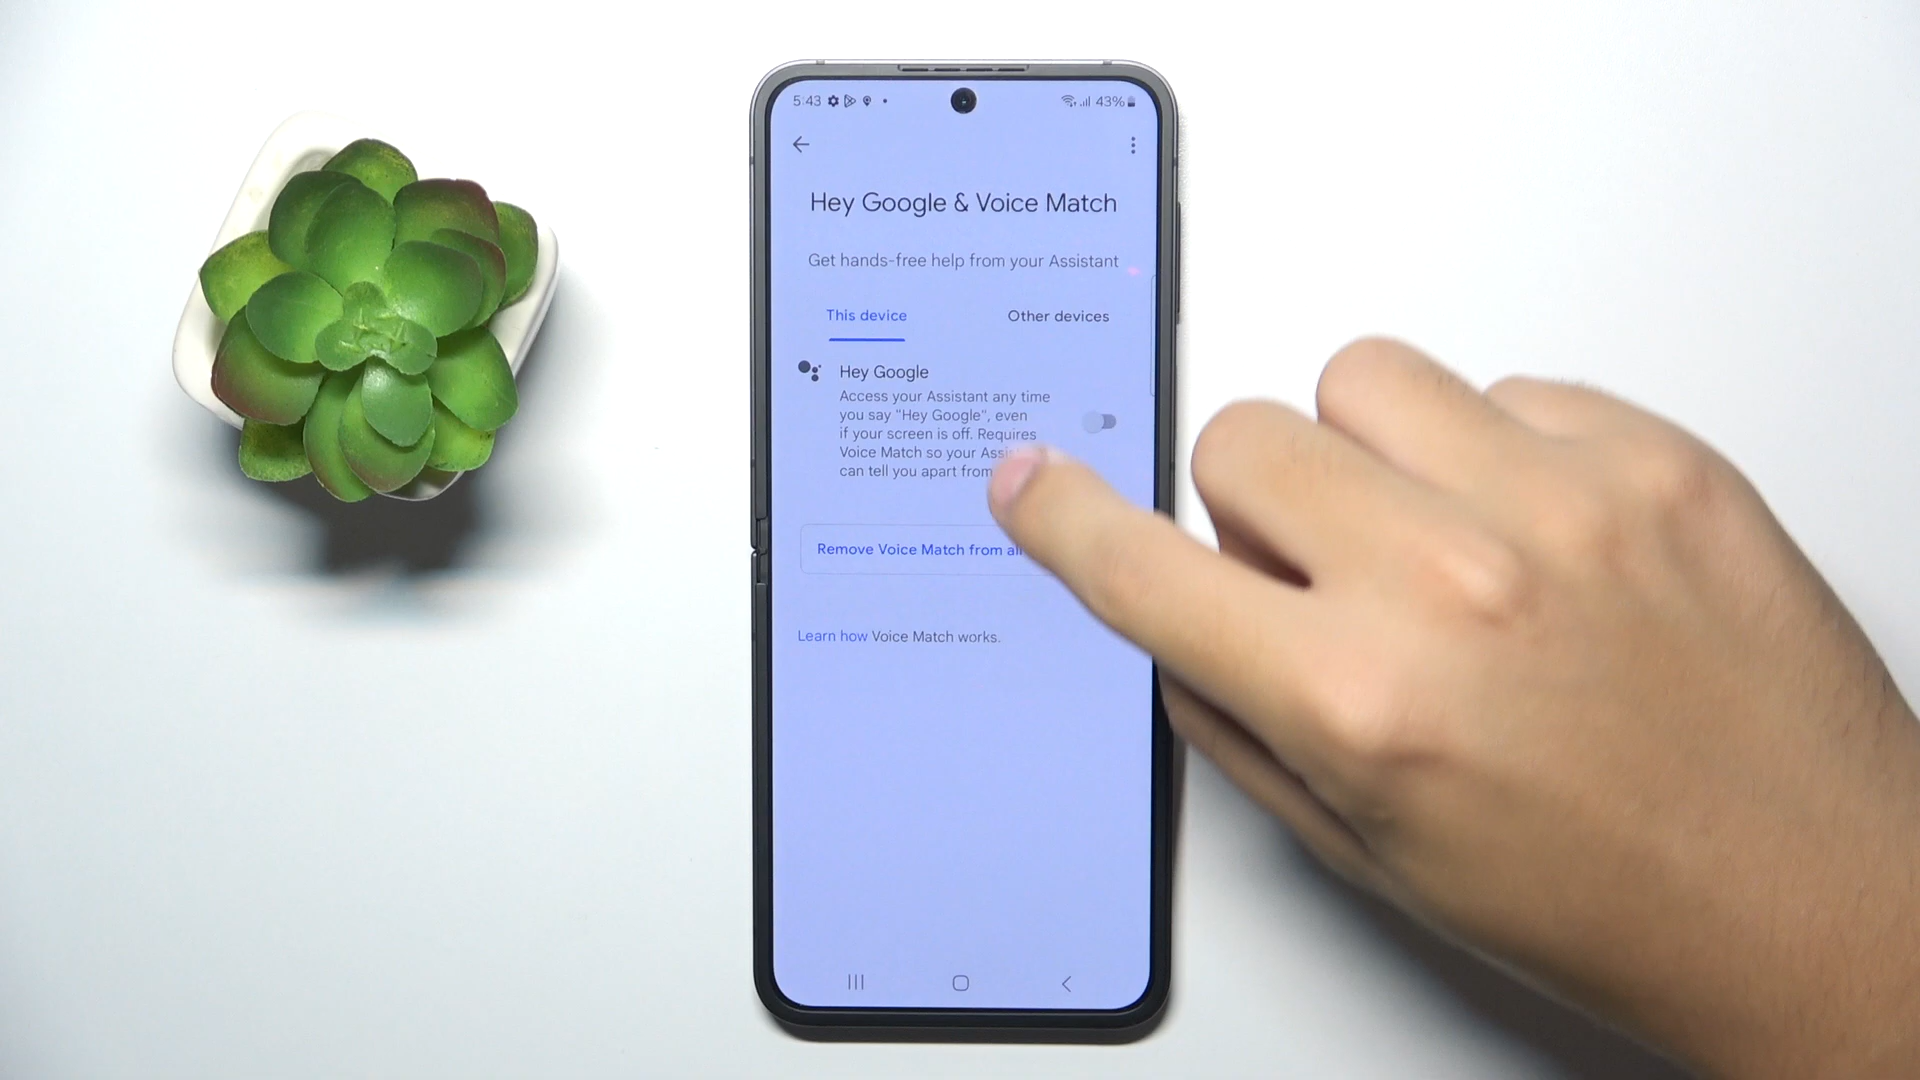 5:43 43%
Hey Google & Voice Match
Get hands-free help from your Assistant
This device Other devices
Hey Google
Access your Assistant any time
you say "Hey Google", even
if your screen is off. Requires
Voice Match so your
can tell you apart from
Remove Voice Match from all
Learn how Voice Match works.